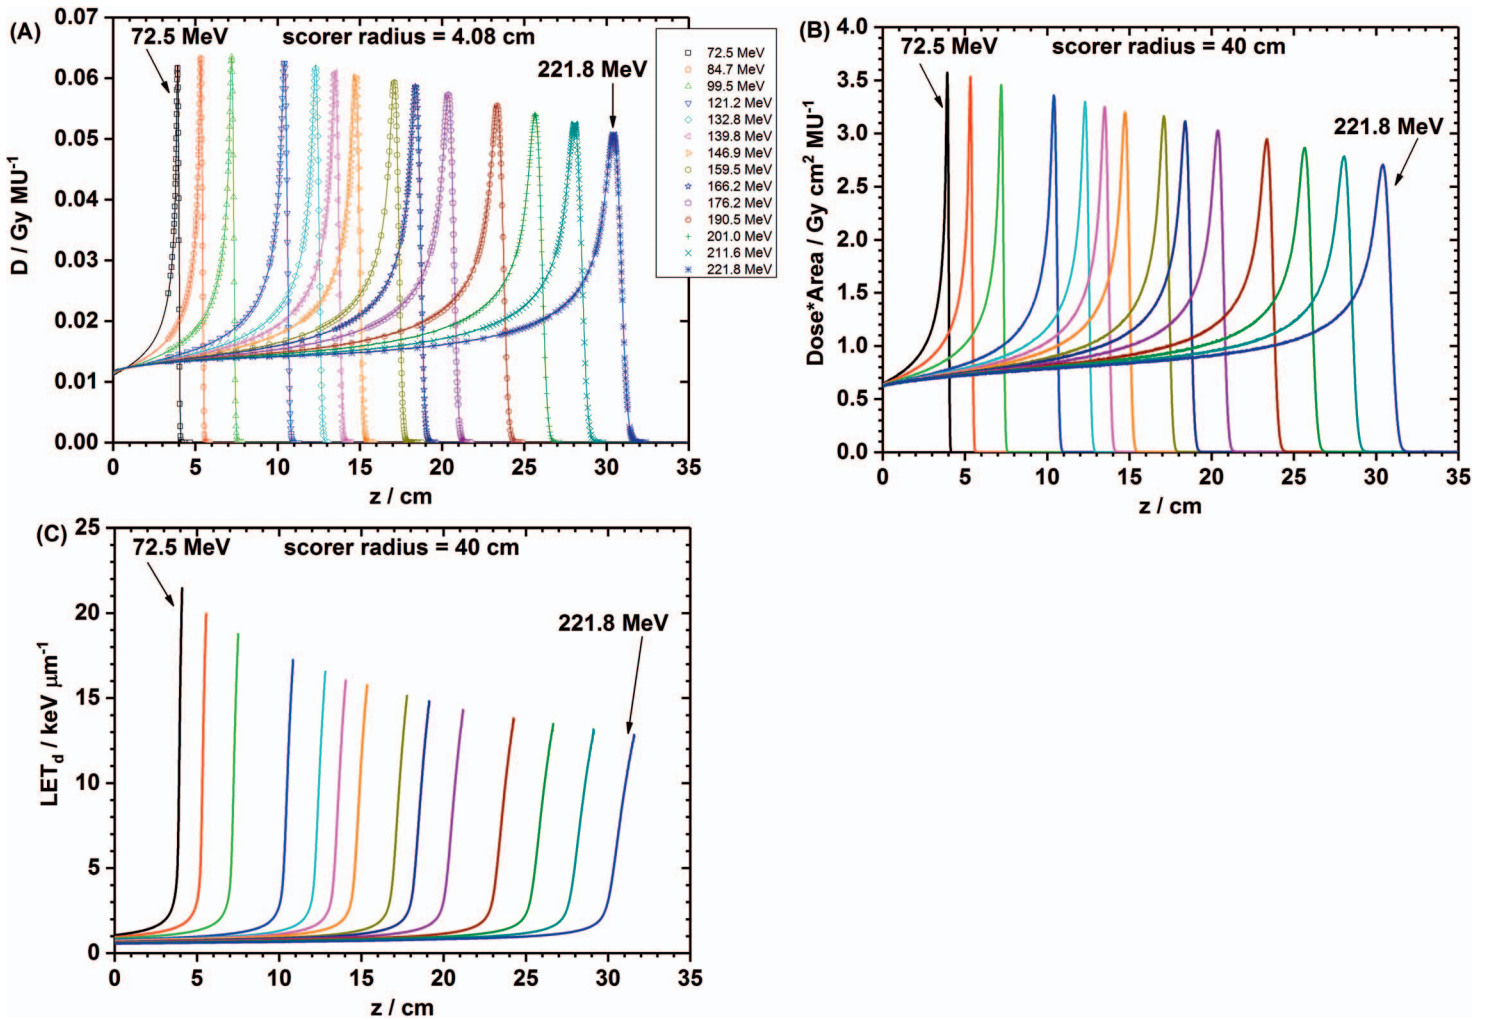 (A)
scorer radius = 4.08 cm
72.5 MeV
221.8 MeV
D / Gy MU-1
0.07
0.06
0.05
0.04
0.03
0.02
0.01
0.00
0 5 10 15 20 25 30 35
z / cm
72.5 MeV
84.7 MeV
99.5 MeV
121.2 MeV
132.8 MeV
139.8 MeV
146.9 MeV
159.5 MeV
166.2 MeV
176.2 MeV
190.5 MeV
201.0 MeV
211.6 MeV
221.8 MeV
(B)
72.5 MeV
scorer radius = 40 cm
221.8 MeV
Dose*Area / Gy cm2 MU-1
4.0
3.5
3.0
2.5
2.0
1.5
1.0
0.5
0.0
0 5 10 15 20 25 30 35
z / cm
(C)
72.5 MeV
scorer radius = 40 cm
221.8 MeV
LETd / keV μm-1
25
20
15
10
5
0
0 5 10 15 20 25 30 35
z / cm